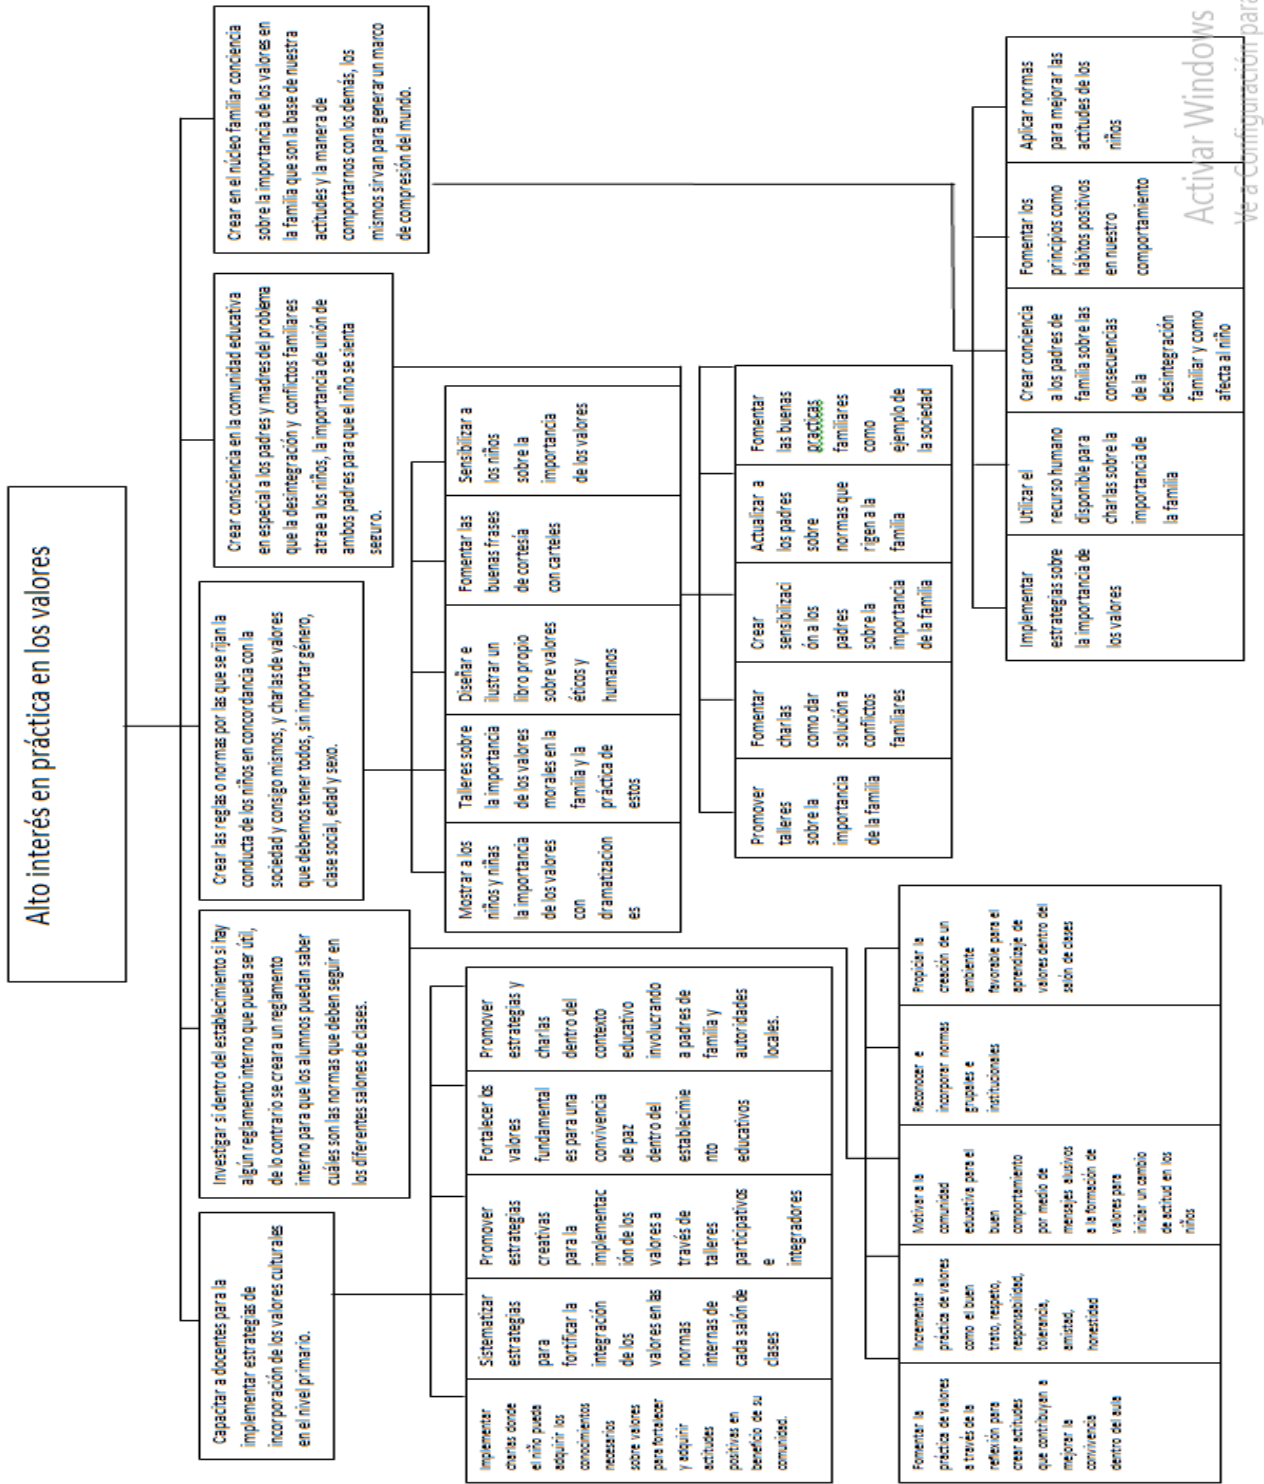 Alto interés en práctica en los valores
Capacitar a docentes para la
implementar estrategias de
incorporación de los valores culturales
en el nivel primario.
Investigar si dentro del establecimiento si hay
algún reglamento interno que pueda ser útil,
de lo contrario se creara un reglamento
interno para que los alumnos puedan saber
cuáles son las normas que deben seguir en
los diferentes salones de clases.
Crear las reglas o normas por las que se rijan la
conducta de los niños en concordancia con la
sociedad y consigo mismos, y charlas de valores
que debemos tener todos, sin importar género,
clase social, edad y sexo.
Crear consciencia en la comunidad educativa
en especial a los padres y madres del problema
que la desintegración y conflictos familiares
atrae a los niños, la importancia de unión de
ambos padres para que el niño se sienta
seguro.
Crear en el núcleo familiar conciencia
sobre la importancia de los valores en
la familia que son la base de nuestra
actitudes y la manera de
comportarnos con los demás, los
mismos sirvan para generar un marco
de compresión del mundo.
Implementar
charlas donde
el niño pueda
adquirir los
conocimientos
necesarios
sobre valores
para fortalecer
y adquirir
actitudes
positivas en
beneficio de su
comunidad.
Sistematizar
estrategias
para
fortificar la
integración
de los
valores en las
normas
internas de
cada salón de
clases
Promover
estrategias
creativas
para la
implementac
ión de los
valores a
través de
talleres
participativos
e
integradores
Fortalecer los
valores
fundamental
es para una
convivencia
de paz
dentro del
establecimie
nto
educativos
Promover
estrategias y
charlas
dentro del
contexto
educativo
involucrando
a padres de
familia y
autoridades
locales.
Mostrar a los
niños y niñas
la importancia
de los valores
con
dramatizacion
es
Talleres sobre
la importancia
de los valores
morales en la
familia y la
práctica de
estos
Diseñar e
ilustrar un
libro propio
sobre valores
éticos y
humanos
Fomentar las
buenas frases
de cortesía
con carteles
Sensibilizar a
los niños
sobre la
importancia
de los valores
Promover
talleres
sobre la
importancia
de la familia
Fomentar
charlas
como dar
solución a
conflictos
familiares
Crear
sensibilizaci
ón a los
padres
sobre la
importancia
de la familia
Actualizar a
los padres
sobre
normas que
rigen a la
familia
Fomentar
las buenas
practicas
familiares
como
ejemplo de
la sociedad
Fomentar la
práctica de valores
a través de la
reflexión para
crear actitudes
que contribuyan a
mejorar la
convivencia
dentro del aula
Incrementar la
práctica de valores
como el buen
trato, respeto,
responsabilidad,
tolerancia,
amistad,
honestidad
Motivar a la
comunidad
educativa para el
buen
comportamiento
por medio de
mensajes alusivos
a la formación de
valores para
iniciar un cambio
de actitud en los
niños
Reconocer e
incorporar normas
grupales e
institucionales
Propiciar la
creación de un
ambiente
favorable para el
aprendizaje de
valores dentro del
salón de clases
Implementar
estrategias sobre
la importancia de
los valores
Utilizar el
recurso humano
disponible para
charlas sobre la
importancia de
la familia
Crear conciencia
a los padres de
familia sobre las
consecuencias
de la
desintegración
familiar y como
afecta al niño
Fomentar los
principios como
hábitos positivos
en nuestro
comportamiento
Aplicar normas
para mejorar las
actitudes de los
niños
Activar Windows
Ve a Configuración para